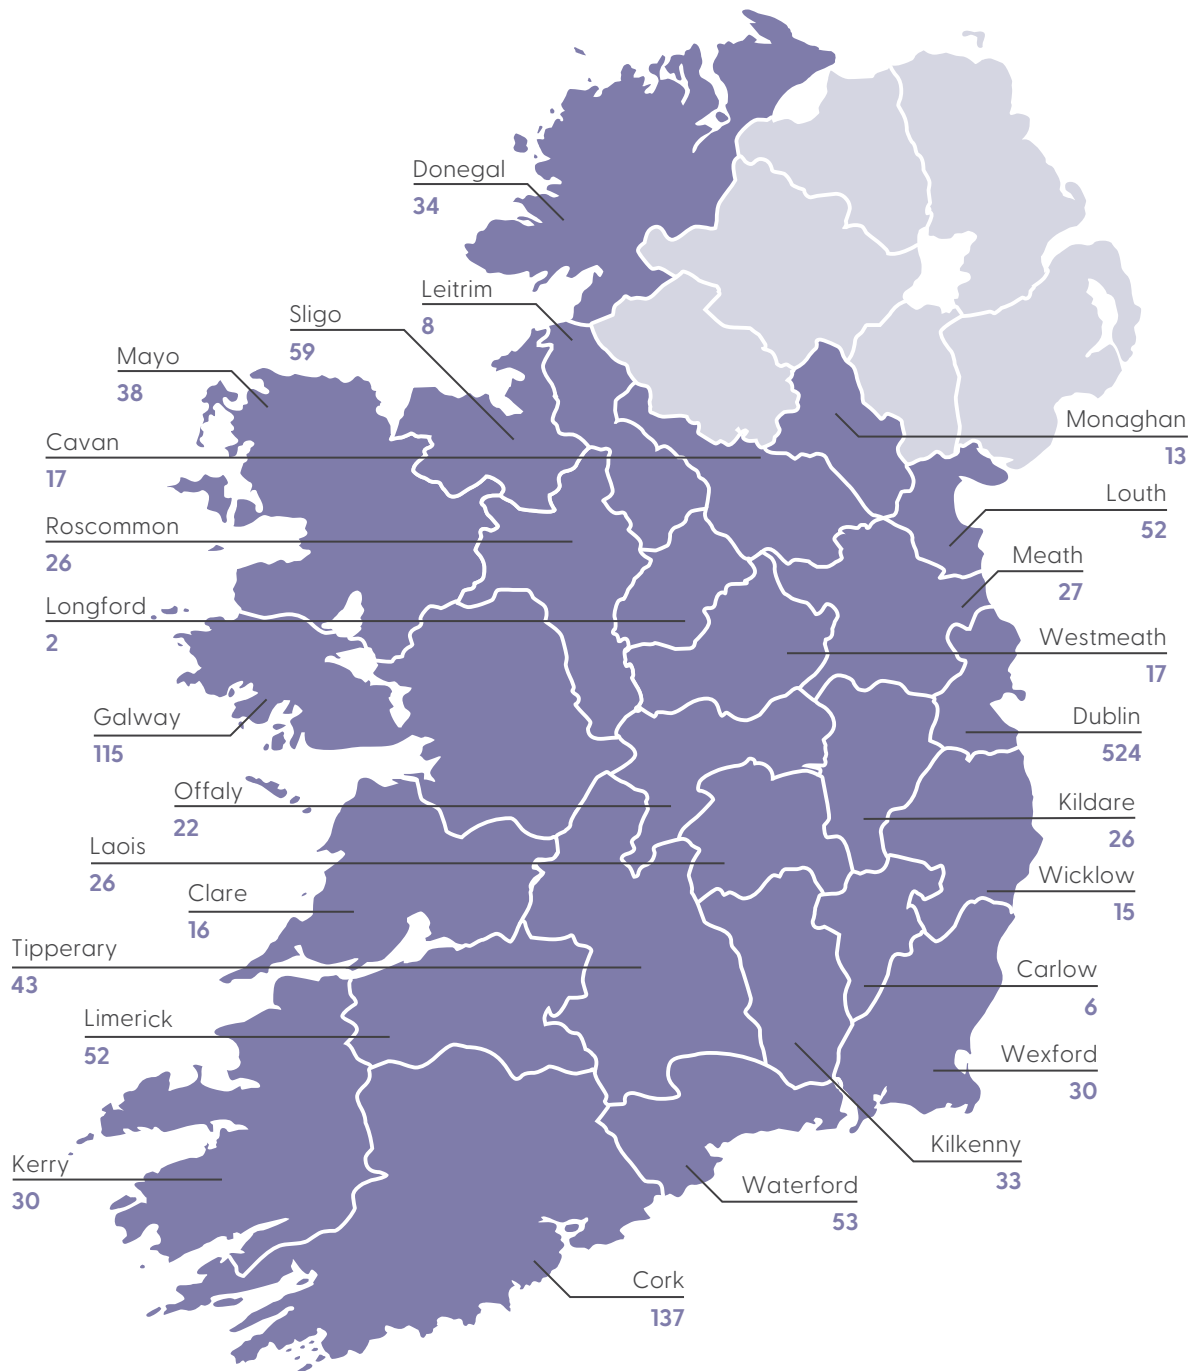 Donegal
34
Leitrim
8
Sligo
59
Mayo
38
Cavan
17
Roscommon
26
Longford
2
Galway
115
Offaly
22
Laois
26
Clare
16
Tipperary
43
Limerick
52
Kerry
30
Monaghan
13
Louth
52
Meath
27
Westmeath
17
Dublin
524
Kildare
26
Wicklow
15
Carlow
6
Wexford
30
Kilkenny
33
Waterford
53
Cork
137